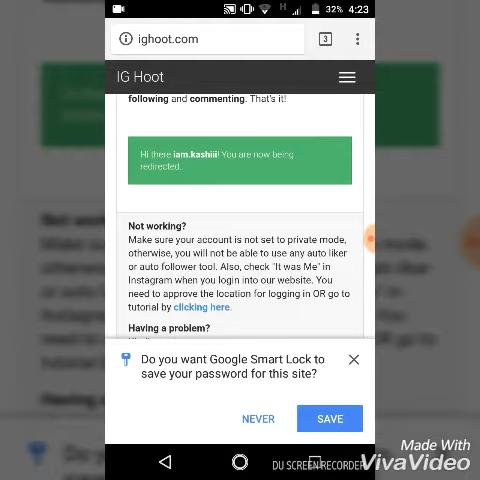 H 32% 4:23
ighoot.com 3
IG Hoot
following and commenting. That's it!
Hi there iam.kashiii! You are now being
redirected.
Not working?
Make sure your account is not set to private mode,
otherwise, you will not be able to use any auto liker
or auto follower tool. Also, check "It was Me" in
Instagram when you login into our website. You
need to approve the location for logging in OR go to
tutorial by clicking here.
Having a problem?
Do you want Google Smart Lock to
save your password for this site?
NEVER SAVE
DU SCREEN RECORDER
Made With
VivaVideo